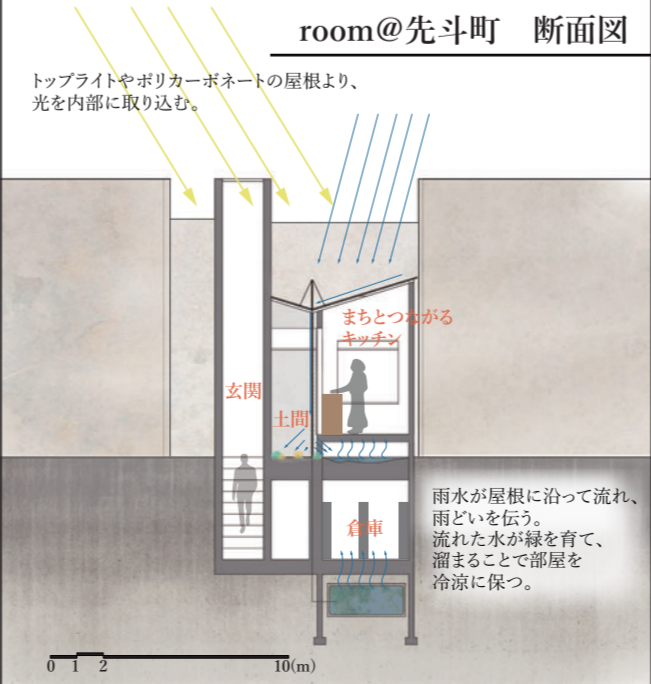 room@先斗町　断面図
トップライトやポリカーボネートの屋根より、
光を内部に取り込む。
まちとつながる
キッチン
玄関
土間
雨水が屋根に沿って流れ、
雨どいを伝う。
流れた水が緑を育て、
溜まることで部屋を
冷涼に保つ。
倉庫
0 1 2 10(m)